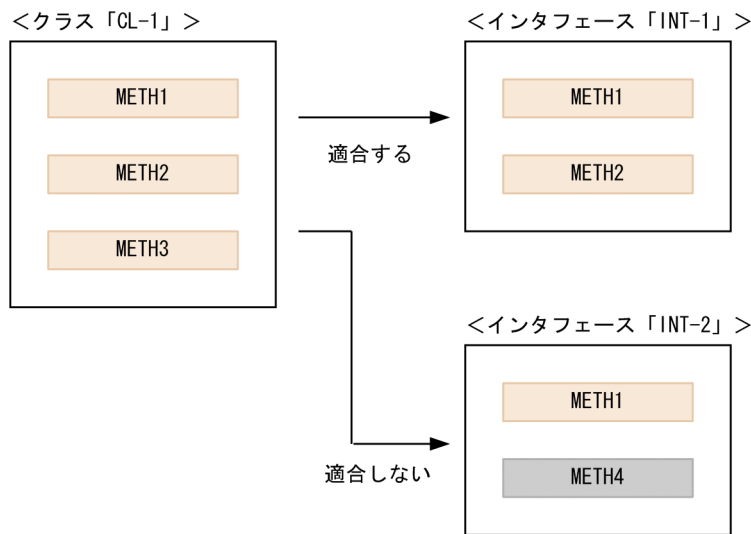 ＜クラス「CL-1」＞
METH1
METH2
METH3
適合する
適合しない
＜インタフェース「INT-1」＞
METH1
METH2
＜インタフェース「INT-2」＞
METH1
METH4